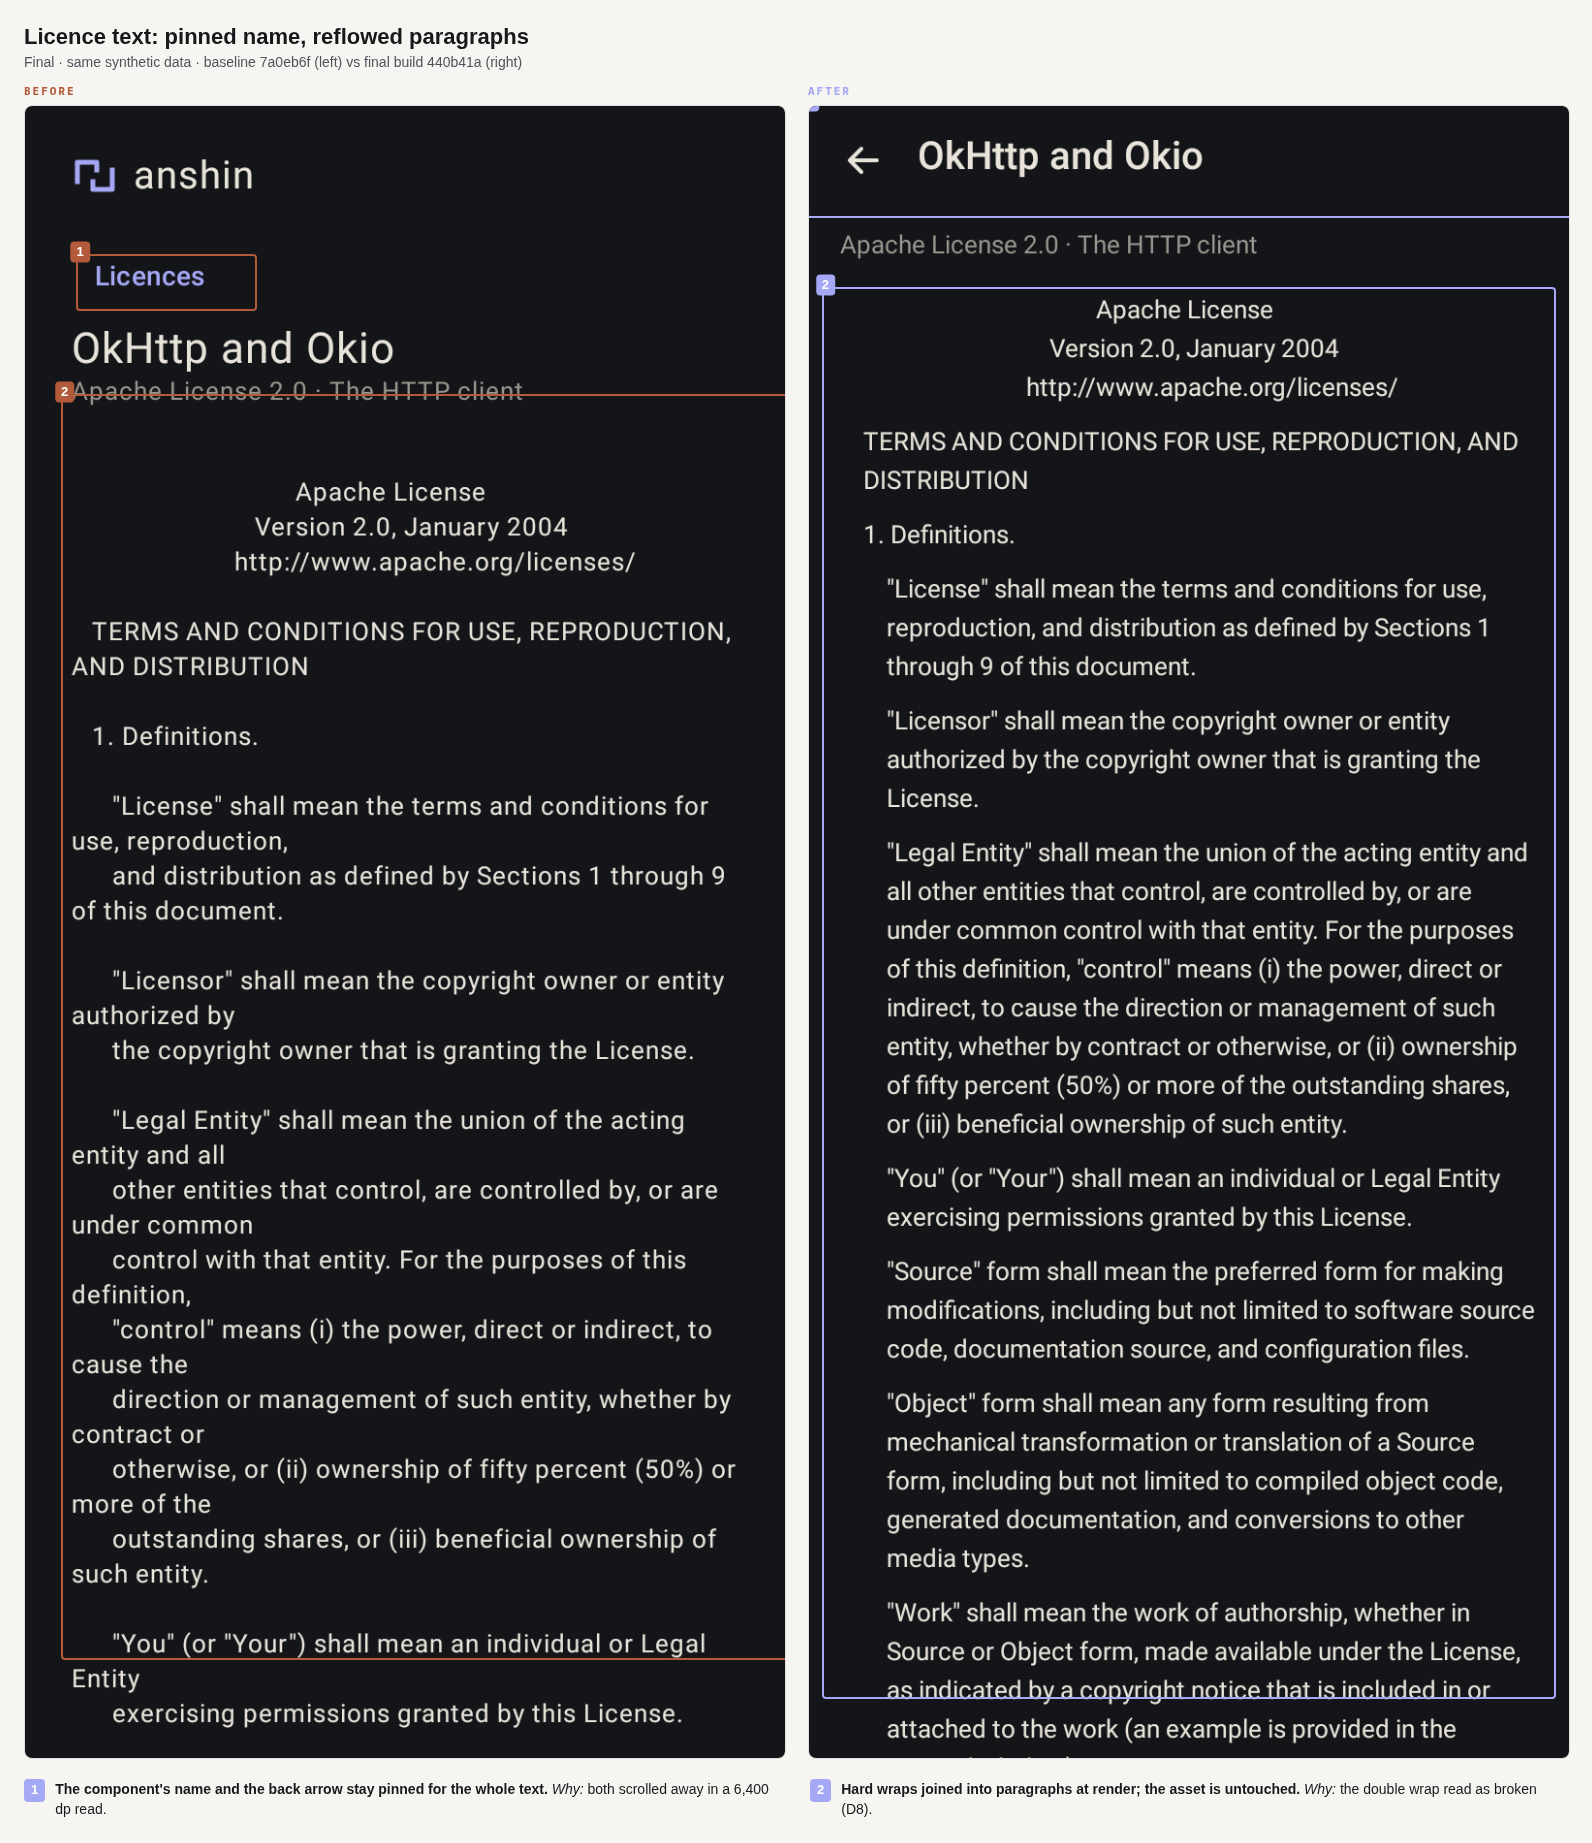 Licence text: pinned name, reflowed paragraphs
Final · same synthetic data · baseline 7a0eb6f (left) vs final build 440b41a (right)
BEFORE
anshin
1
Licences
OkHttp and Okio
2
Apache License 2.0 · The HTTP client
Apache License
Version 2.0, January 2004
http://www.apache.org/licenses/
TERMS AND CONDITIONS FOR USE, REPRODUCTION,
AND DISTRIBUTION
1. Definitions.
"License" shall mean the terms and conditions for
use, reproduction,
and distribution as defined by Sections 1 through 9
of this document.
"Licensor" shall mean the copyright owner or entity
authorized by
the copyright owner that is granting the License.
"Legal Entity" shall mean the union of the acting
entity and all
other entities that control, are controlled by, or are
under common
control with that entity. For the purposes of this
definition,
"control" means (i) the power, direct or indirect, to
cause the
direction or management of such entity, whether by
contract or
otherwise, or (ii) ownership of fifty percent (50%) or
more of the
outstanding shares, or (iii) beneficial ownership of
such entity.
"You" (or "Your") shall mean an individual or Legal
Entity
exercising permissions granted by this License.
AFTER
OkHttp and Okio
Apache License 2.0 · The HTTP client
2
Apache License
Version 2.0, January 2004
http://www.apache.org/licenses/
TERMS AND CONDITIONS FOR USE, REPRODUCTION, AND
DISTRIBUTION
1. Definitions.
"License" shall mean the terms and conditions for use,
reproduction, and distribution as defined by Sections 1
through 9 of this document.
"Licensor" shall mean the copyright owner or entity
authorized by the copyright owner that is granting the
License.
"Legal Entity" shall mean the union of the acting entity and
all other entities that control, are controlled by, or are
under common control with that entity. For the purposes
of this definition, "control" means (i) the power, direct or
indirect, to cause the direction or management of such
entity, whether by contract or otherwise, or (ii) ownership
of fifty percent (50%) or more of the outstanding shares,
or (iii) beneficial ownership of such entity.
"You" (or "Your") shall mean an individual or Legal Entity
exercising permissions granted by this License.
"Source" form shall mean the preferred form for making
modifications, including but not limited to software source
code, documentation source, and configuration files.
"Object" form shall mean any form resulting from
mechanical transformation or translation of a Source
form, including but not limited to compiled object code,
generated documentation, and conversions to other
media types.
"Work" shall mean the work of authorship, whether in
Source or Object form, made available under the License,
as indicated by a copyright notice that is included in or
attached to the work (an example is provided in the
1 The component's name and the back arrow stay pinned for the whole text. Why: both scrolled away in a 6,400
dp read.
2 Hard wraps joined into paragraphs at render; the asset is untouched. Why: the double wrap read as broken
(D8).